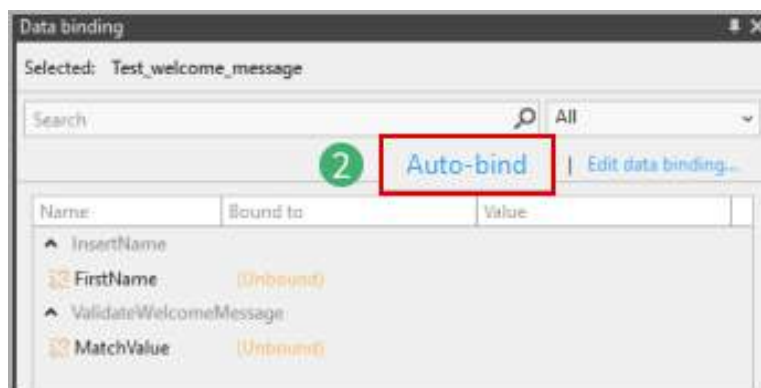 Data binding
Selected: Test_welcome_message
Search All
2 Auto-bind | Edit data binding...
Name Bound to Value
InsertName
FirstName (Unbound)
ValidateWelcomeMessage
MatchValue (Unbound)